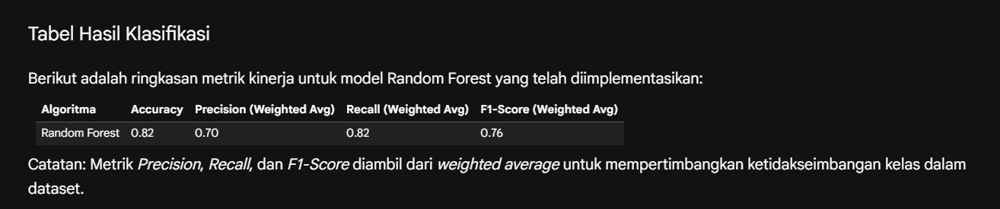 Tabel Hasil Klasifikasi
Berikut adalah ringkasan metrik kinerja untuk model Random Forest yang telah diimplementasikan:
Algoritma Accuracy Precision (Weighted Avg) Recall (Weighted Avg) F1-Score (Weighted Avg)
Random Forest 0.82 0.70 0.82 0.76
Catatan: Metrik Precision, Recall, dan F1-Score diambil dari weighted average untuk mempertimbangkan ketidakseimbangan kelas dalam
dataset.